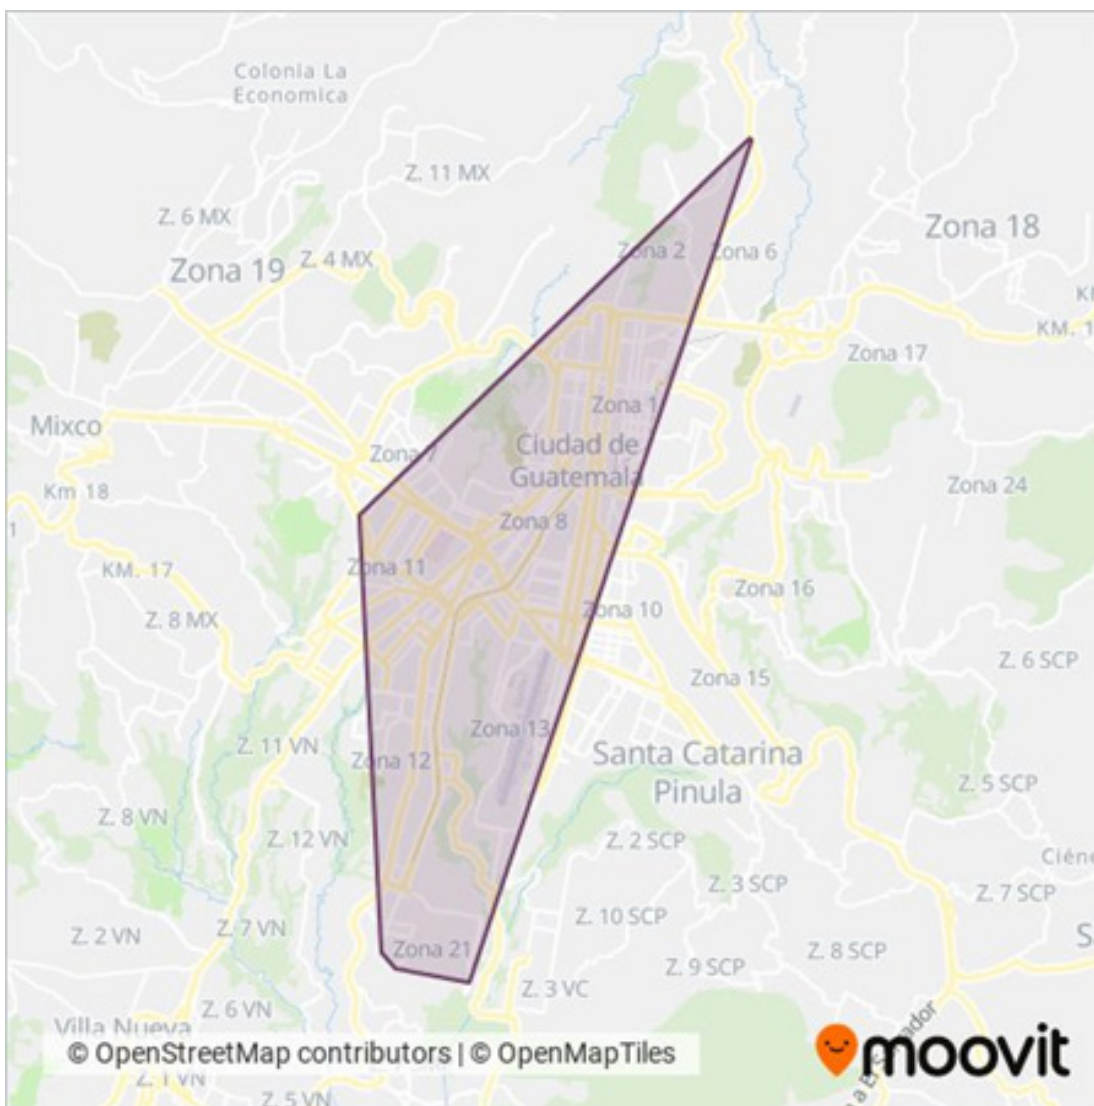 Colonia La
Economica
Z. 11 MX
Z. 6 MX
Zona 18
Zona 2
Zona 6
Z. 4 MX
Zona 19
KM. 1
Zona 17
Zona 1
Mixco
Ciudad de
Guatemala
Zona 7
Km 18
Zona 24
1
Zona 8
Zona 11
KM. 17
Zona 16
Zona 10
Z. 8 MX
Z. 6 SCP
Zona 15
Zona 13
Z. 11 VN
Santa Catarina
Pinula
Zona 12
Z. 5 SCP
Z. 8 VN
Z. 12 VN
Z. 2 SCP
Z. 3 SCP
Z. 7 SCP
Z. 10 SCP
Z. 7 VN
Z. 2 VN
Zona 21
Z. 8 SCP
Z. 9 SCP
Z. 3 VC
Z. 6 VN
Villa Nueva
© OpenStreetMap contributors | © OpenMapTiles
moovit
Z. 1 VN
Z. 5 VN